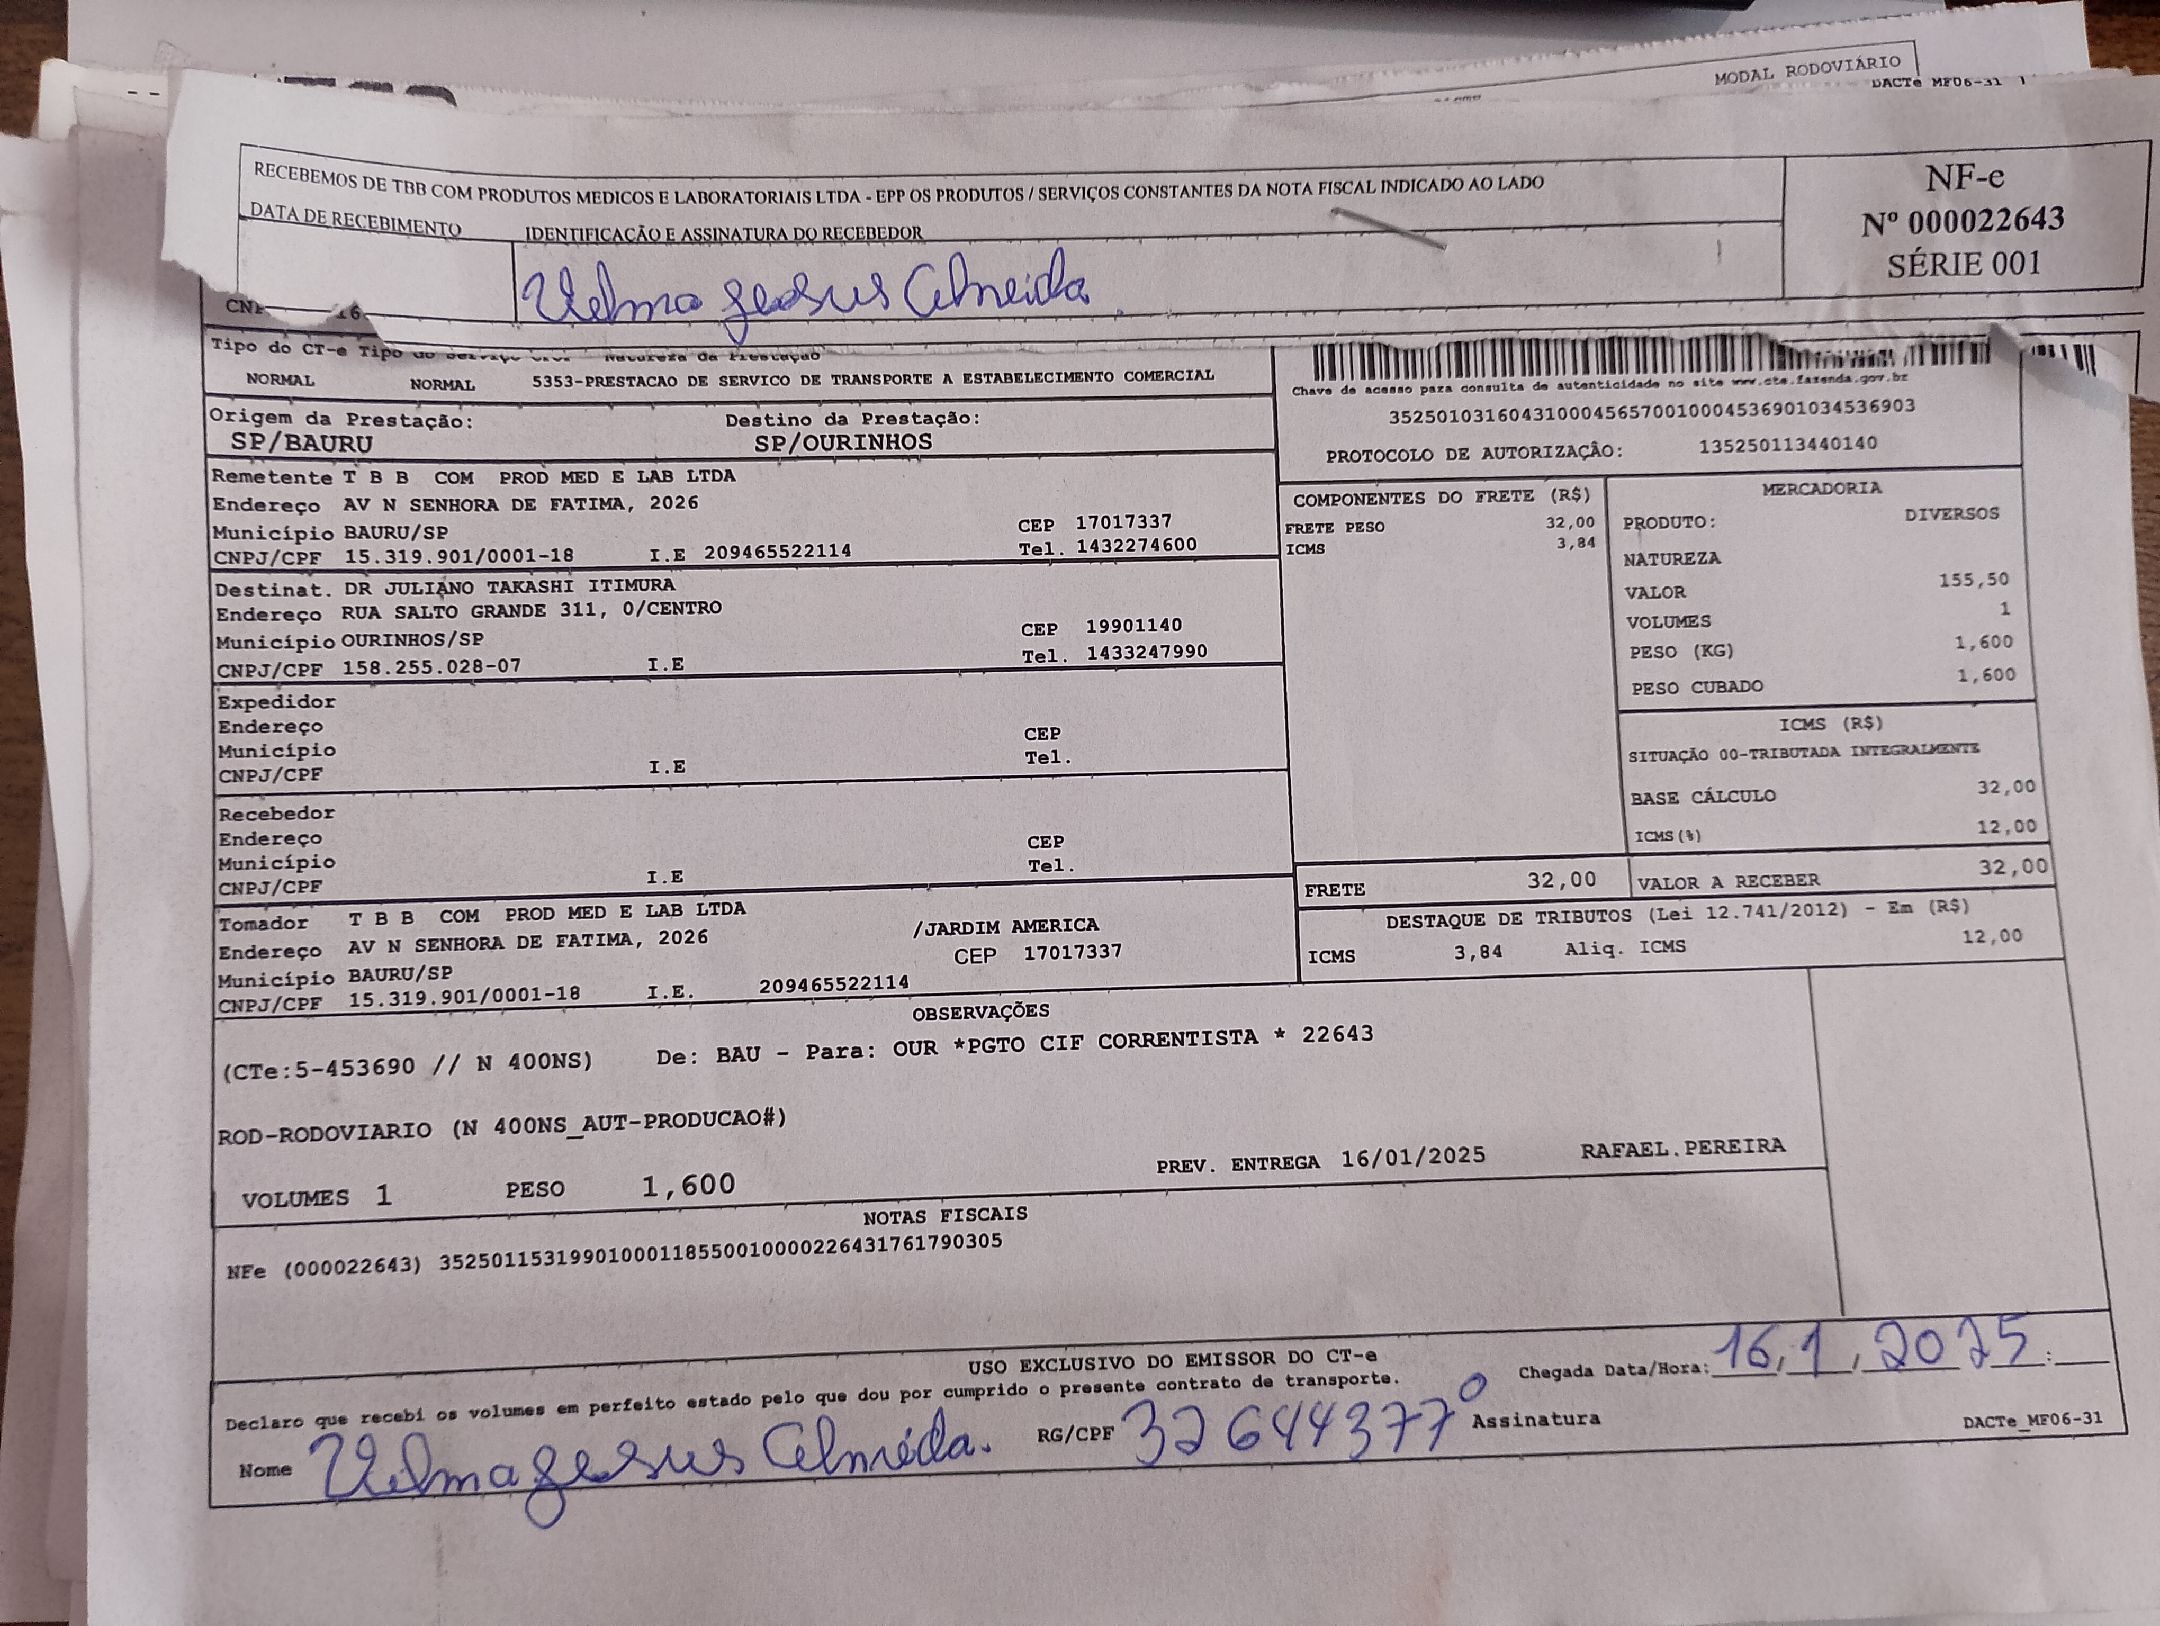 MODAL RODOVIÁRIO
DACTe MF06-31
RECEBEMOS DE TBB COM PRODUTOS MEDICOS E LABORATORIAIS LTDA - EPP OS PRODUTOS / SERVIÇOS CONSTANTES DA NOTA FISCAL INDICADO AO LADO
DATA DE RECEBIMENTO
IDENTIFICAÇÃO E ASSINATURA DO RECEBEDOR
NF-e
Nº 000022643
SÉRIE 001
Jesus Almeida
Tipo do CT-e Tipo do Serviço Natureza da Prestação
NORMAL NORMAL 5353-PRESTACAO DE SERVICO DE TRANSPORTE A ESTABELECIMENTO COMERCIAL
Chave de acesso para consulta de autenticidade no site www.cte.fazenda.gov.br
35250103160431000456570010004536901034536903
PROTOCOLO DE AUTORIZAÇÃO: 135250113440140
Origem da Prestação: Destino da Prestação:
SP/BAURU SP/OURINHOS
Remetente T B B COM PROD MED E LAB LTDA
Endereço AV N SENHORA DE FATIMA, 2026
Município BAURU/SP CEP 17017337
CNPJ/CPF 15.319.901/0001-18 I.E 209465522114 Tel. 1432274600
Destinat. DR JULIANO TAKASHI ITIMURA
Endereço RUA SALTO GRANDE 311, 0/CENTRO
Município OURINHOS/SP CEP 19901140
CNPJ/CPF 158.255.028-07 I.E Tel. 1433247990
Expedidor
Endereço
Município CEP
CNPJ/CPF I.E Tel.
Recebedor
Endereço
Município CEP
CNPJ/CPF I.E Tel.
Tomador T B B COM PROD MED E LAB LTDA
Endereço AV N SENHORA DE FATIMA, 2026 /JARDIM AMERICA
Município BAURU/SP CEP 17017337
CNPJ/CPF 15.319.901/0001-18 I.E. 209465522114
COMPONENTES DO FRETE (R$)
FRETE PESO 32,00
ICMS 3,84
MERCADORIA
PRODUTO: DIVERSOS
NATUREZA
VALOR 155,50
VOLUMES 1
PESO (KG) 1,600
PESO CUBADO 1,600
ICMS (R$)
SITUAÇÃO 00-TRIBUTADA INTEGRALMENTE
BASE CÁLCULO 32,00
ICMS(%) 12,00
FRETE 32,00 VALOR A RECEBER 32,00
DESTAQUE DE TRIBUTOS (Lei 12.741/2012) - Em (R$)
ICMS 3,84 Aliq. ICMS 12,00
OBSERVAÇÕES
(CTe:5-453690 // N 400NS) De: BAU - Para: OUR *PGTO CIF CORRENTISTA * 22643
ROD-RODOVIARIO (N 400NS_AUT-PRODUCAO#)
VOLUMES 1 PESO 1,600 PREV. ENTREGA 16/01/2025 RAFAEL.PEREIRA
NOTAS FISCAIS
NFe (000022643) 35250115319901000118550010000226431761790305
USO EXCLUSIVO DO EMISSOR DO CT-e
Declaro que recebi os volumes em perfeito estado pelo que dou por cumprido o presente contrato de transporte.
Chegada Data/Hora: 16,1,2025 :
Nome Jesus Almeida. RG/CPF 326443770 Assinatura
DACTe_MF06-31